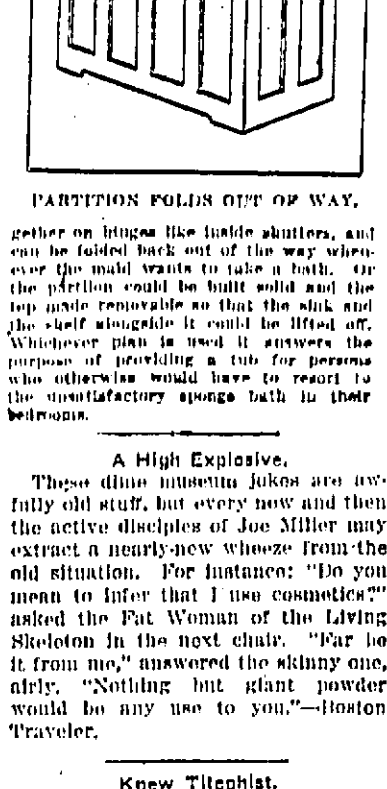 PARTITION FOLDS OUT OF WAY.
gether on hinges like inside shutters, and
can be folded back out of the way when-
ever the maid wants to take a bath. Or
the partition could be built solid and the
top made removable so that the sink and
the shelf alongside it could be lifted off.
Whichever plan is used it answers the
purpose of providing a tub for persons
who otherwise would have to resort to
the unsatisfactory sponge bath in their
bedrooms.
A High Explosive.
These dime museum jokes are aw-
fully old stuff, but every now and then
the active disciples of Joe Miller may
extract a nearly-new wheeze from the
old situation. For instance: "Do you
mean to infer that I use cosmetics?"
asked the Fat Woman of the Living
Skeleton in the next chair. "Far be
it from me," answered the skinny one,
airly. "Nothing but giant powder
would be any use to you."—Boston
Traveler.
Knew Titephist.